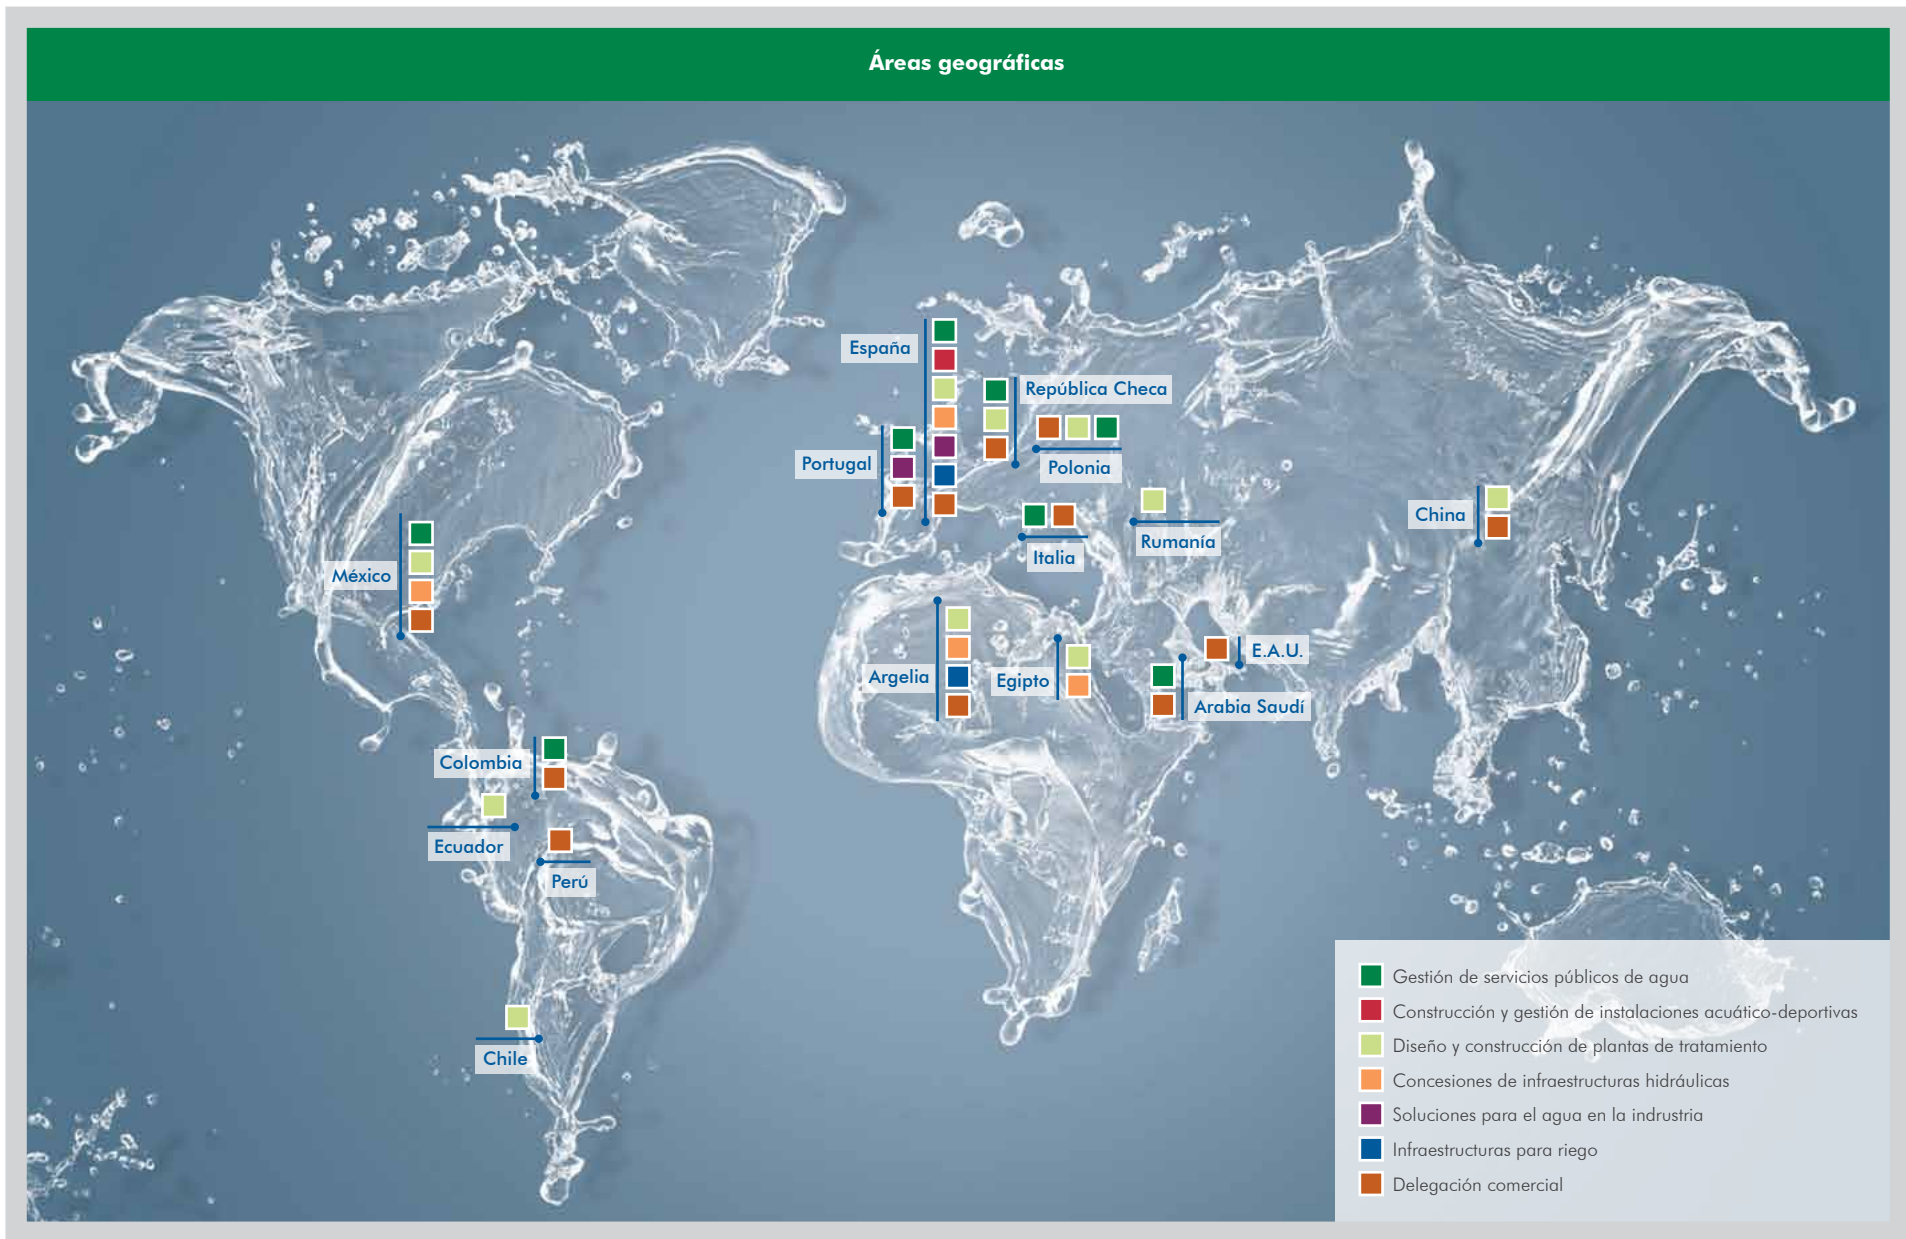 Áreas geográficas
España
República Checa
Portugal
Polonia
China
Italia
Rumanía
México
E.A.U.
Argelia
Egipto
Arabia Saudí
Colombia
Ecuador
Perú
Chile
Gestión de servicios públicos de agua
Construcción y gestión de instalaciones acuático-deportivas
Diseño y construcción de plantas de tratamiento
Concesiones de infraestructuras hidráulicas
Soluciones para el agua en la indrustria
Infraestructuras para riego
Delegación comercial